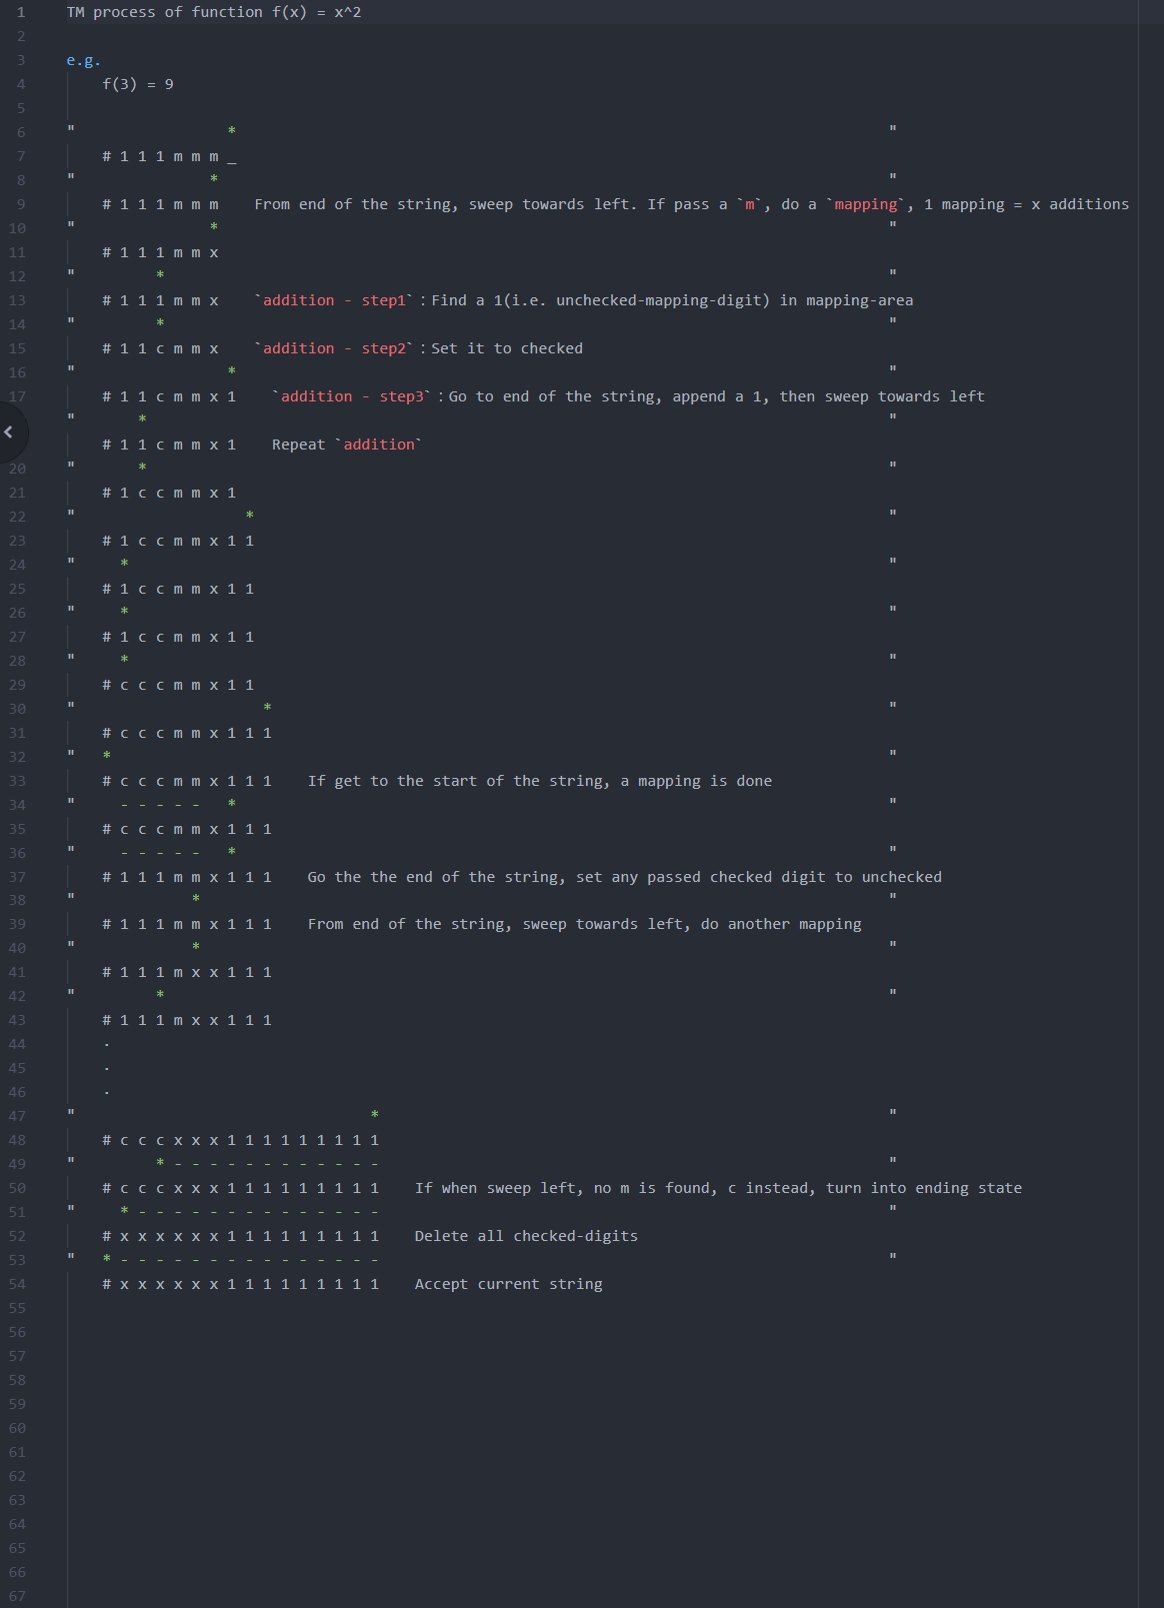 1 TM process of function f(x) = x^2
2
3 e.g.
4 f(3) = 9
5
6 " * "
7 # 1 1 1 m m m _
8 " * "
9 # 1 1 1 m m m From end of the string, sweep towards left. If pass a `m`, do a `mapping`, 1 mapping = x additions
10 " * "
11 # 1 1 1 m m x
12 " * "
13 # 1 1 1 m m x `addition - step1` : Find a 1(i.e. unchecked-mapping-digit) in mapping-area
14 " * "
15 # 1 1 c m m x `addition - step2` : Set it to checked
16 " * "
17 # 1 1 c m m x 1 `addition - step3` : Go to end of the string, append a 1, then sweep towards left
" * "
# 1 1 c m m x 1 Repeat `addition`
20 " * "
21 # 1 c c m m x 1
22 " * "
23 # 1 c c m m x 1 1
24 " * "
25 # 1 c c m m x 1 1
26 " * "
27 # 1 c c m m x 1 1
28 " * "
29 # c c c m m x 1 1
30 " * "
31 # c c c m m x 1 1 1
32 " * "
33 # c c c m m x 1 1 1 If get to the start of the string, a mapping is done
34 " - - - - - * "
35 # c c c m m x 1 1 1
36 " - - - - - * "
37 # 1 1 1 m m x 1 1 1 Go the the end of the string, set any passed checked digit to unchecked
38 " * "
39 # 1 1 1 m m x 1 1 1 From end of the string, sweep towards left, do another mapping
40 " * "
41 # 1 1 1 m x x 1 1 1
42 " * "
43 # 1 1 1 m x x 1 1 1
44 .
45 .
46 .
47 " * "
48 # c c c x x x 1 1 1 1 1 1 1 1 1
49 " * - - - - - - - - - - - - "
50 # c c c x x x 1 1 1 1 1 1 1 1 1 If when sweep left, no m is found, c instead, turn into ending state
51 " * - - - - - - - - - - - - - - "
52 # x x x x x x 1 1 1 1 1 1 1 1 1 Delete all checked-digits
53 " * - - - - - - - - - - - - - - - "
54 # x x x x x x 1 1 1 1 1 1 1 1 1 Accept current string
55
56
57
58
59
60
61
62
63
64
65
66
67